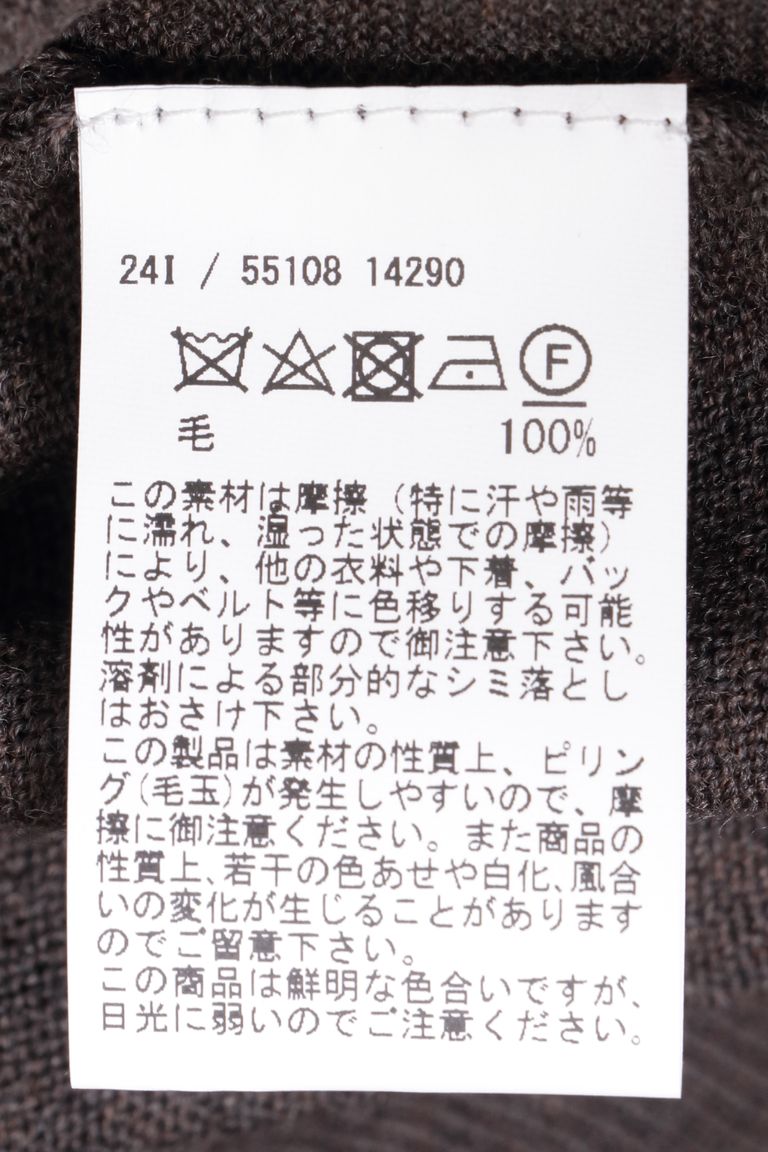 24I / 55108 14290
F
毛 100%
この素材は摩擦（特に汗や雨等
に濡れ、湿った状態での摩擦）
により、他の衣料や下着、バッ
クやベルト等に色移りする可能
性がありますので御注意下さい。
溶剤による部分的なシミ落とし
はおさけ下さい。
この製品は素材の性質上、ピリン
グ(毛玉)が発生しやすいので、摩
擦に御注意ください。また商品の
性質上、若干の色あせや白化、風合
いの変化が生じることがあります
のでご留意下さい。
この商品は鮮明な色合いですが、
日光に弱いのでご注意ください。